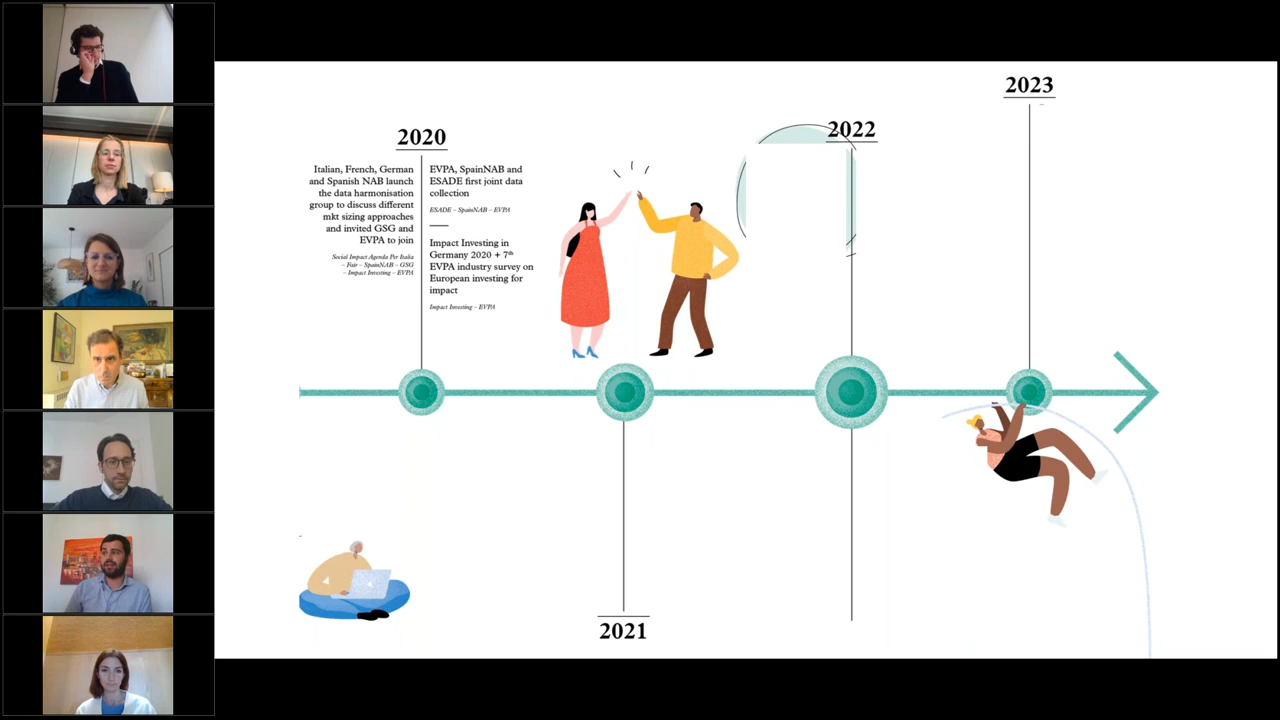 2020
Italian, French, German
and Spanish NAB launch
the data harmonisation
group to discuss different
mkt sizing approaches
and invited GSG and
EVPA to join
Social Impact Agenda Per Italia
– Fair – SpainNAB – GSG
– Impact Investing – EVPA
EVPA, SpainNAB and
ESADE first joint data
collection
ESADE – SpainNAB – EVPA
Impact Investing in
Germany 2020 + 7th
EVPA industry survey on
European investing for
impact
Impact Investing – EVPA
2021
2022
2023